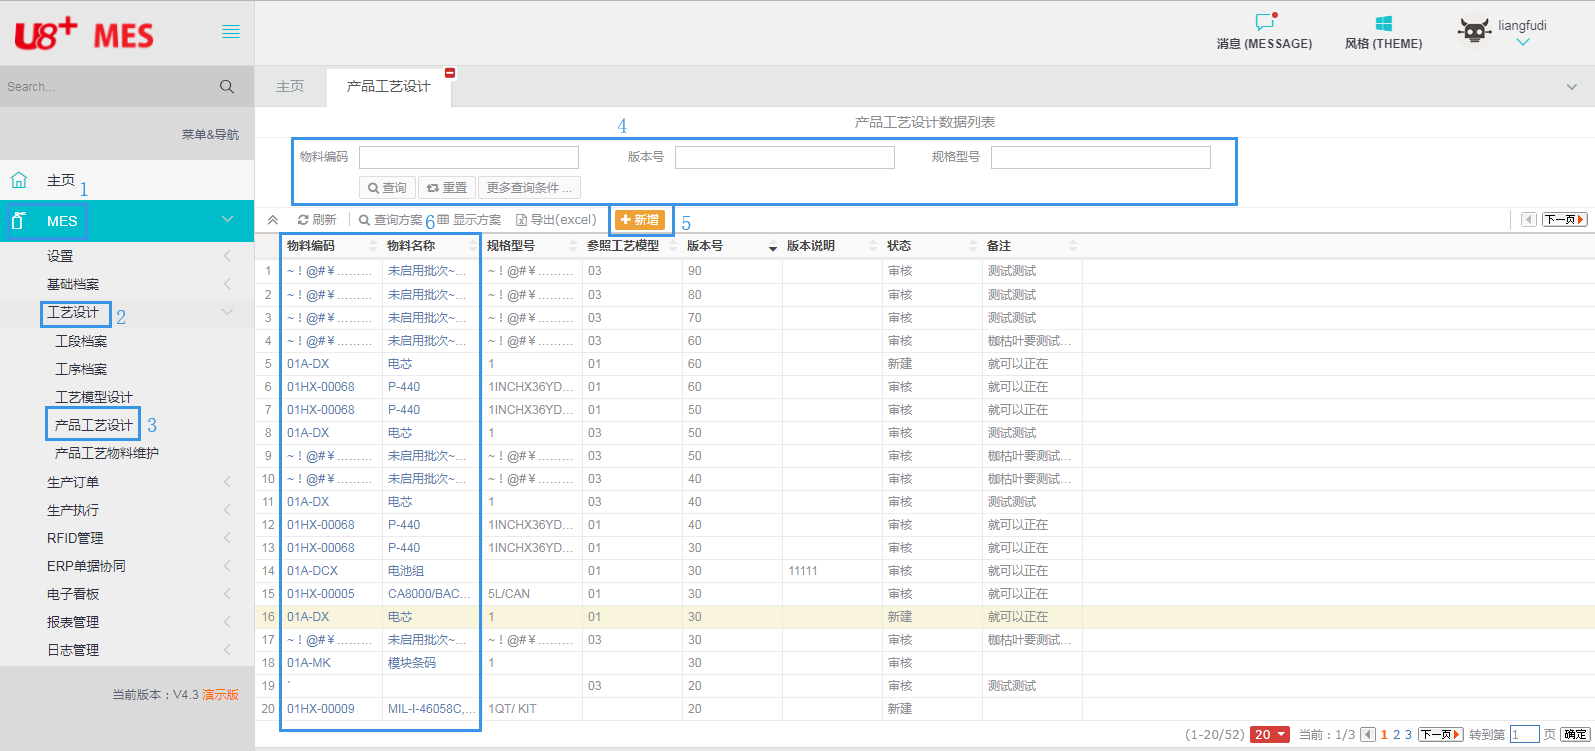 U8+ MES
消息 (MESSAGE)
风格 (THEME)
liangfudi
Search...
主页
产品工艺设计
菜单&导航
产品工艺设计数据列表
主页
1
MES
设置
基础档案
工艺设计
2
工段档案
工序档案
工艺模型设计
产品工艺设计
3
产品工艺物料维护
生产订单
生产执行
RFID管理
ERP单据协同
电子看板
报表管理
日志管理
当前版本：V4.3 演示版
4
物料编码 版本号 规格型号
查询 重置 更多查询条件 ...
刷新 查询方案 6 显示方案 导出(excel) 新增 5 下一页
物料编码 物料名称 规格型号 参照工艺模型 版本号 版本说明 状态 备注
1 ~！@#￥……… 未启用批次~... ~！@#￥……… 03 90 审核 测试测试
2 ~！@#￥……… 未启用批次~... ~！@#￥……… 03 80 审核 测试测试
3 ~！@#￥……… 未启用批次~... ~！@#￥……… 03 70 审核 测试测试
4 ~！@#￥……… 未启用批次~... ~！@#￥……… 03 60 审核 枷枯叶要测试...
5 01A-DX 电芯 1 01 60 新建 就可以正在
6 01HX-00068 P-440 1INCHX36YD... 01 60 审核 就可以正在
7 01HX-00068 P-440 1INCHX36YD... 01 50 审核 就可以正在
8 01A-DX 电芯 1 03 50 审核 测试测试
9 ~！@#￥……… 未启用批次~... ~！@#￥……… 03 50 审核 枷枯叶要测试...
10 ~！@#￥……… 未启用批次~... ~！@#￥……… 03 40 审核 枷枯叶要测试...
11 01A-DX 电芯 1 03 40 审核 测试测试
12 01HX-00068 P-440 1INCHX36YD... 01 40 审核 就可以正在
13 01HX-00068 P-440 1INCHX36YD... 01 30 审核 就可以正在
14 01A-DCX 电池组 01 30 11111 审核 就可以正在
15 01HX-00005 CA8000/BAC... 5L/CAN 01 30 审核 就可以正在
16 01A-DX 电芯 1 01 30 新建 就可以正在
17 ~！@#￥……… 未启用批次~... ~！@#￥……… 03 30 审核 枷枯叶要测试...
18 01A-MK 模块条码 1 30 审核
19 ` 03 20 审核 测试测试
20 01HX-00009 MIL-I-46058C,... 1QT/ KIT 20 新建
(1-20/52) 20 当前：1/3 1 2 3 下一页 转到第 1 页 确定